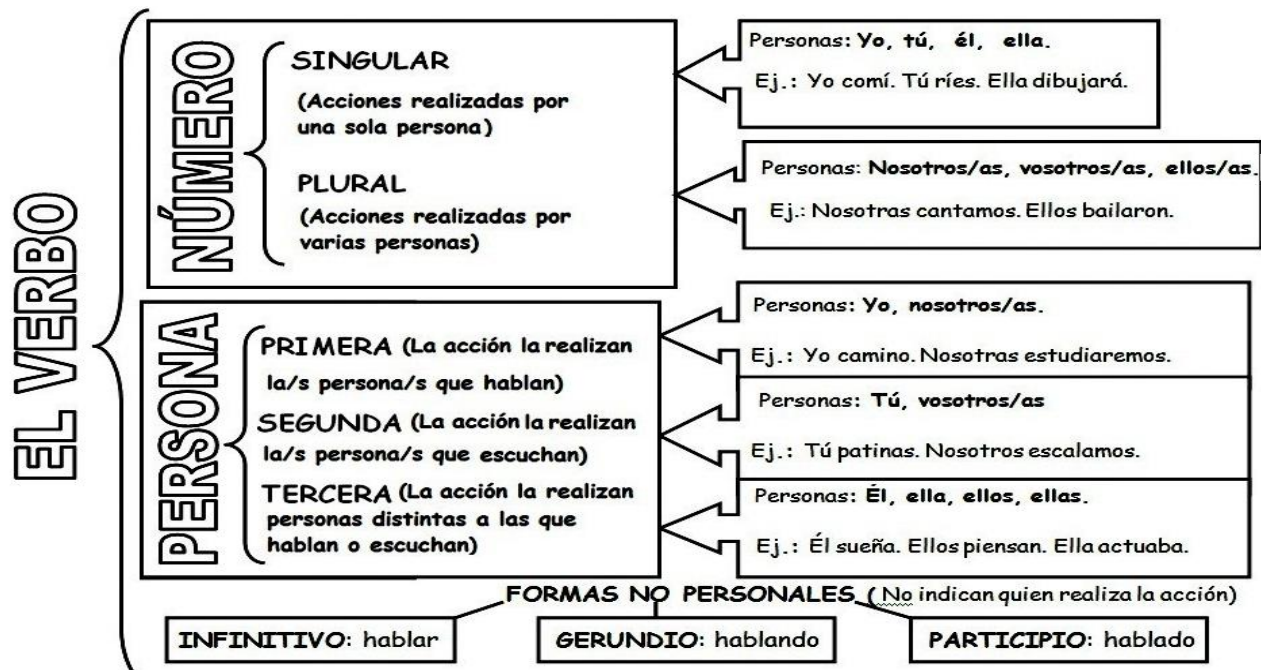 EL VERBO
NÚMERO
SINGULAR
(Acciones realizadas por
una sola persona)
PLURAL
(Acciones realizadas por
varias personas)
Personas: Yo, tú, él, ella.
Ej.: Yo comí. Tú ríes. Ella dibujará.
Personas: Nosotros/as, vosotros/as, ellos/as.
Ej.: Nosotras cantamos. Ellos bailaron.
PERSONA
PRIMERA (La acción la realizan
la/s persona/s que hablan)
SEGUNDA (La acción la realizan
la/s persona/s que escuchan)
TERCERA (La acción la realizan
personas distintas a las que
hablan o escuchan)
Personas: Yo, nosotros/as.
Ej.: Yo camino. Nosotras estudiaremos.
Personas: Tú, vosotros/as
Ej.: Tú patinas. Nosotros escalamos.
Personas: Él, ella, ellos, ellas.
Ej.: Él sueña. Ellos piensan. Ella actuaba.
FORMAS NO PERSONALES (No indican quien realiza la acción)
INFINITIVO: hablar
GERUNDIO: hablando
PARTICIPIO: hablado